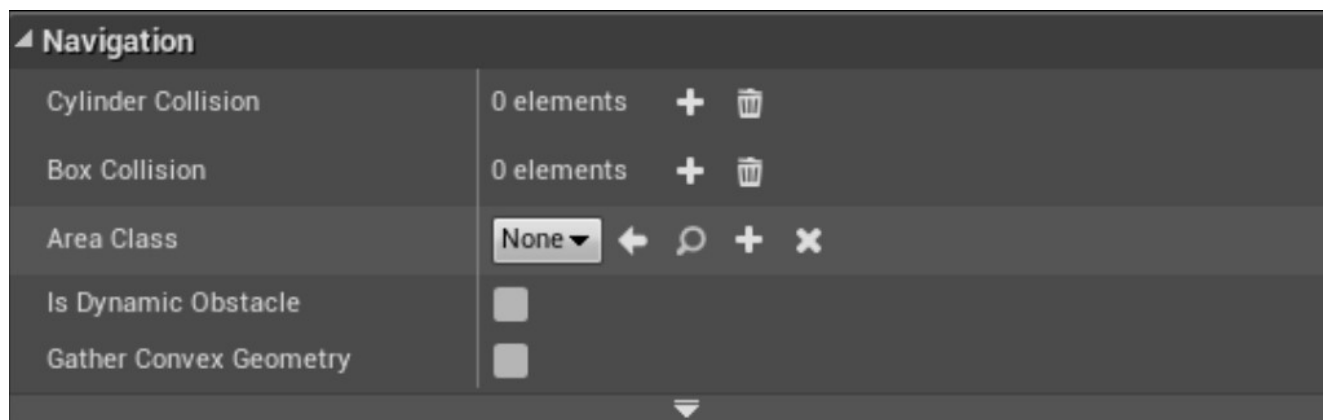 Navigation
Cylinder Collision 0 elements
Box Collision 0 elements
Area Class None
Is Dynamic Obstacle
Gather Convex Geometry